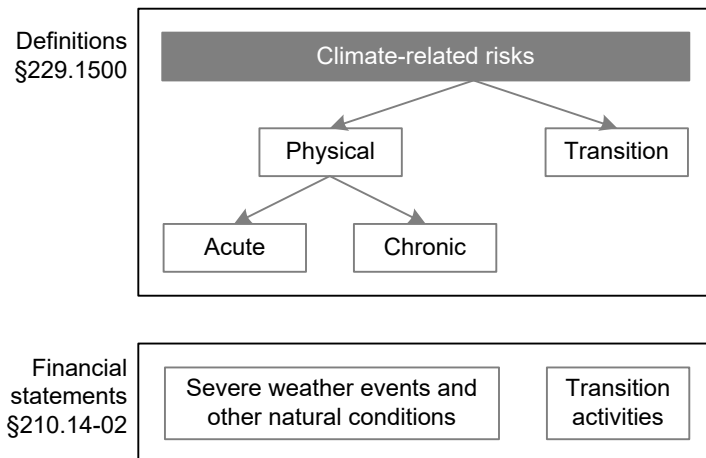 Definitions
§229.1500
Climate-related risks
Physical
Transition
Acute
Chronic
Financial
statements
§210.14-02
Severe weather events and
other natural conditions
Transition
activities